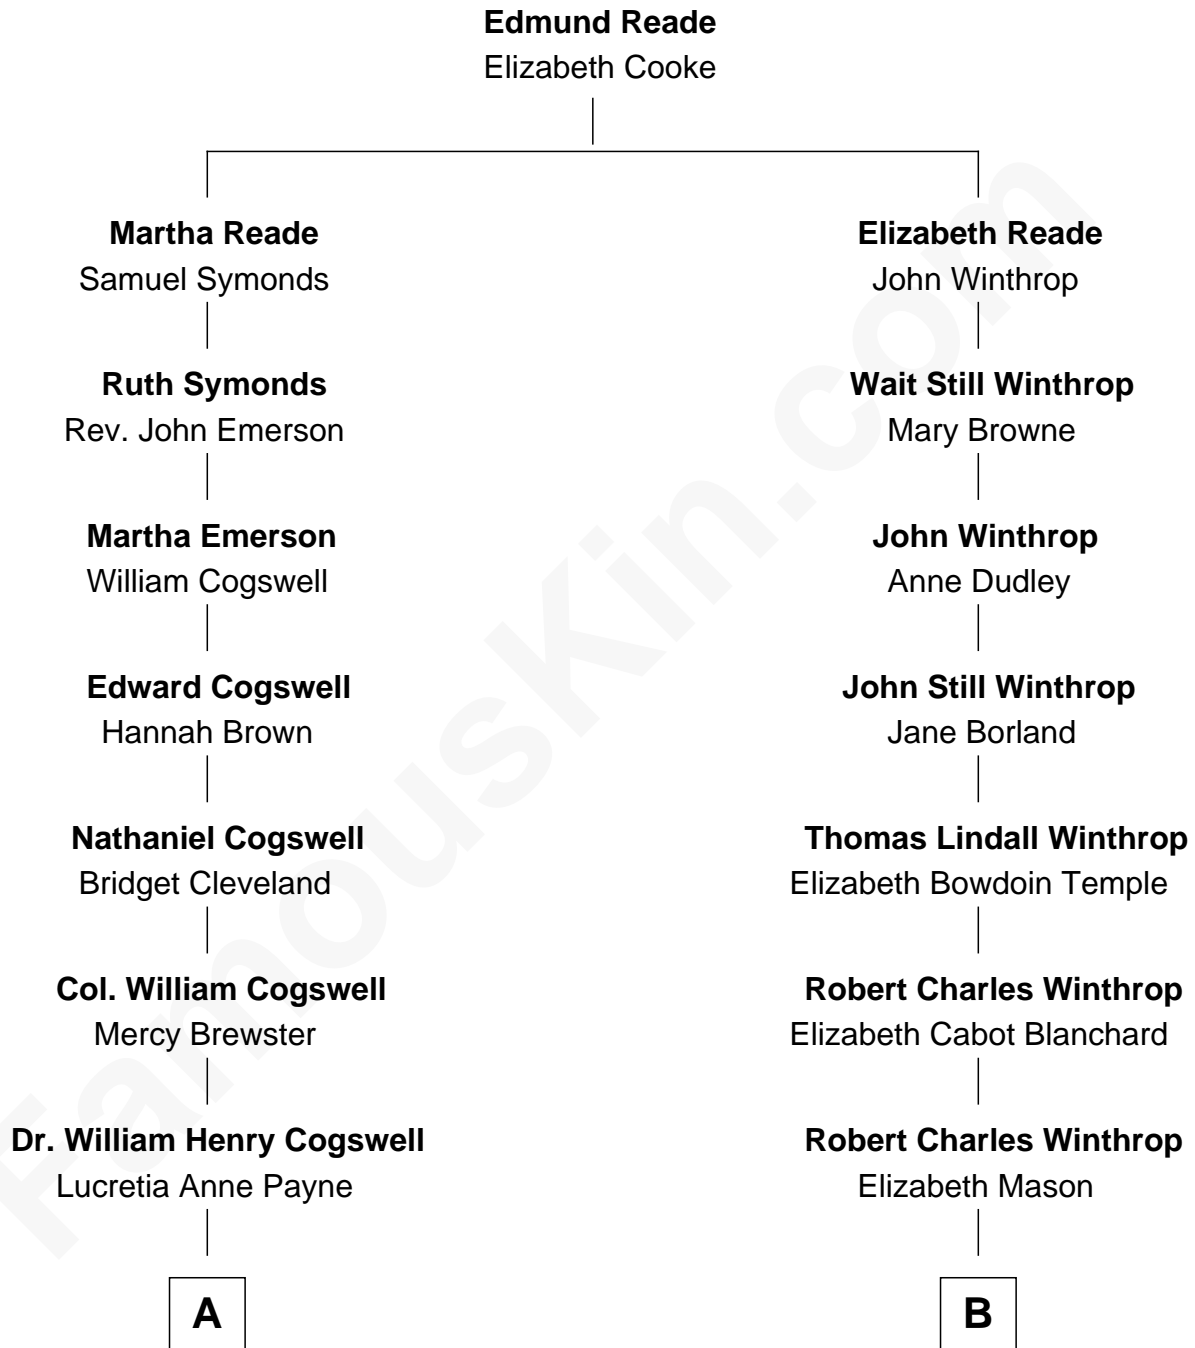 Edmund Reade
Elizabeth Cooke
Martha Reade
Samuel Symonds
Elizabeth Reade
John Winthrop
Ruth Symonds
Rev. John Emerson
Wait Still Winthrop
Mary Browne
Martha Emerson
William Cogswell
John Winthrop
Anne Dudley
Edward Cogswell
Hannah Brown
John Still Winthrop
Jane Borland
Nathaniel Cogswell
Bridget Cleveland
Thomas Lindall Winthrop
Elizabeth Bowdoin Temple
Col. William Cogswell
Mercy Brewster
Robert Charles Winthrop
Elizabeth Cabot Blanchard
Dr. William Henry Cogswell
Lucretia Anne Payne
Robert Charles Winthrop
Elizabeth Mason
A
B
FamousKin.com